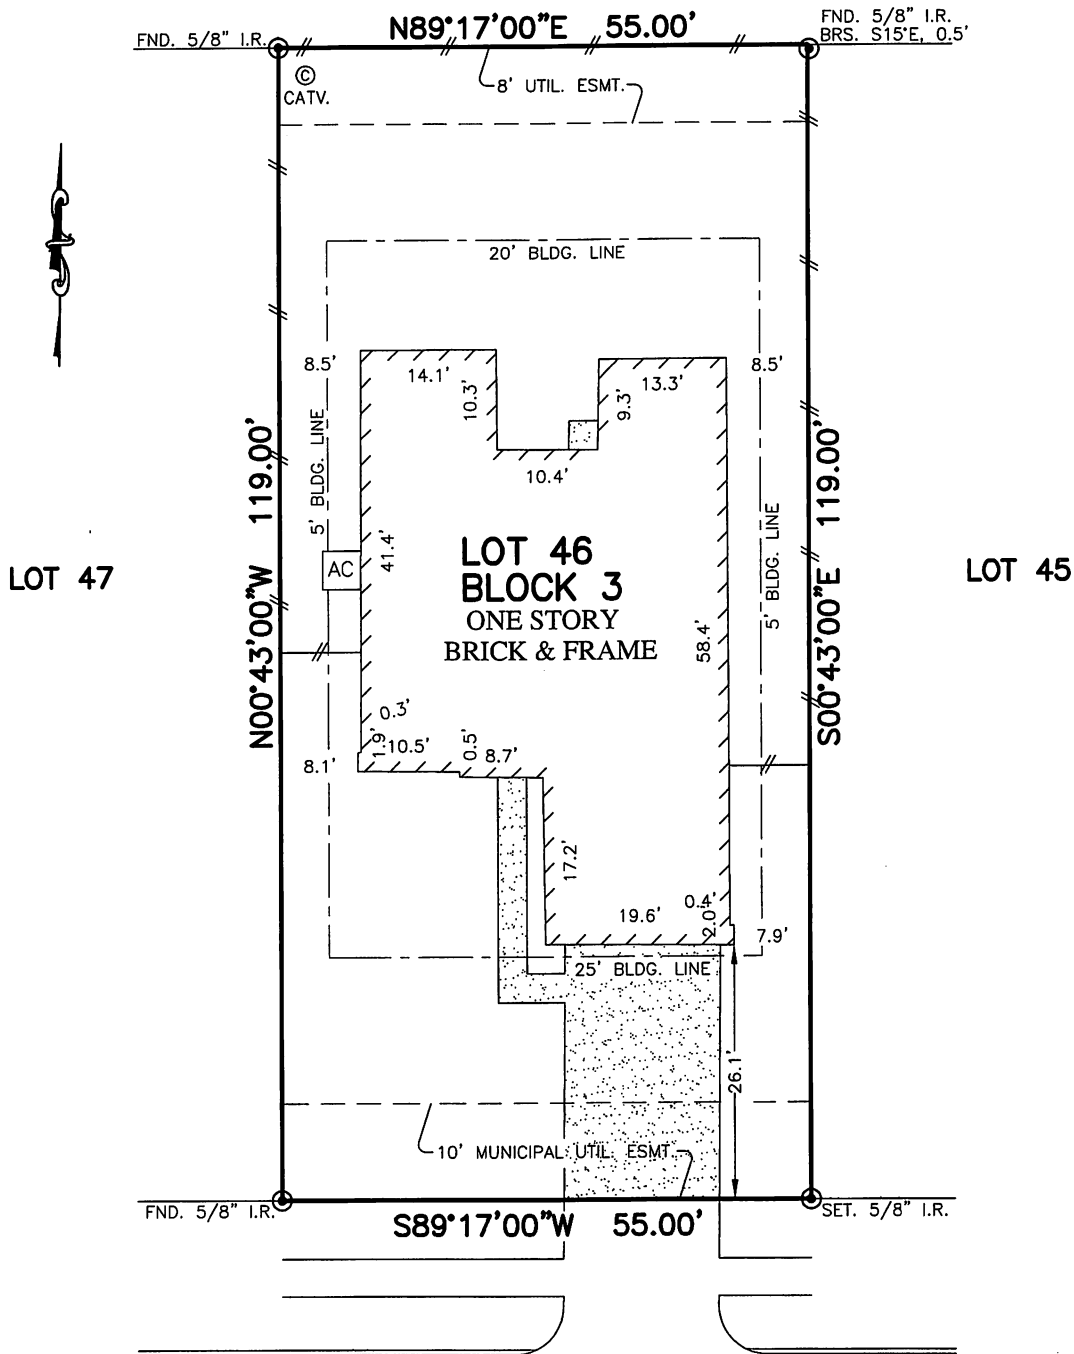 N89°17'00"E 55.00'
FND. 5/8" I.R.
FND. 5/8" I.R.
BRS. S15°E, 0.5'
©
CATV.
8' UTIL. ESMT.
20' BLDG. LINE
8.5'
14.1'
10.3'
9.3'
13.3'
8.5'
10.4'
5' BLDG. LINE
N00°43'00"W 119.00'
41.4'
AC
LOT 47
LOT 46
BLOCK 3
ONE STORY
BRICK & FRAME
58.4'
5' BLDG. LINE
S00°43'00"E 119.00'
LOT 45
0.3'
1.9'
10.5'
0.5'
8.7'
8.1'
17.2'
19.6'
0.4'
2.0'
7.9'
25' BLDG. LINE
26.1'
10' MUNICIPAL UTIL. ESMT.
FND. 5/8" I.R.
SET. 5/8" I.R.
S89°17'00"W 55.00'